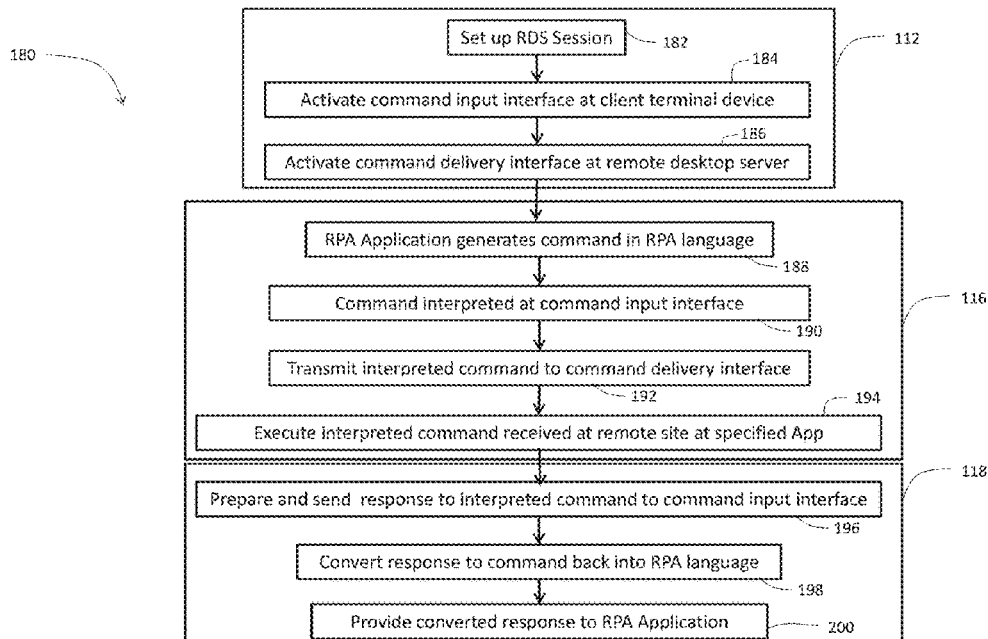 180
Set up RDS Session
182
112
184
Activate command input interface at client terminal device
186
Activate command delivery interface at remote desktop server
RPA Application generates command in RPA language
188
116
Command interpreted at command input interface
190
Transmit interpreted command to command delivery interface
192
194
Execute interpreted command received at remote site at specified App
118
Prepare and send response to interpreted command to command input interface
196
Convert response to command back into RPA language
198
Provide converted response to RPA Application
200